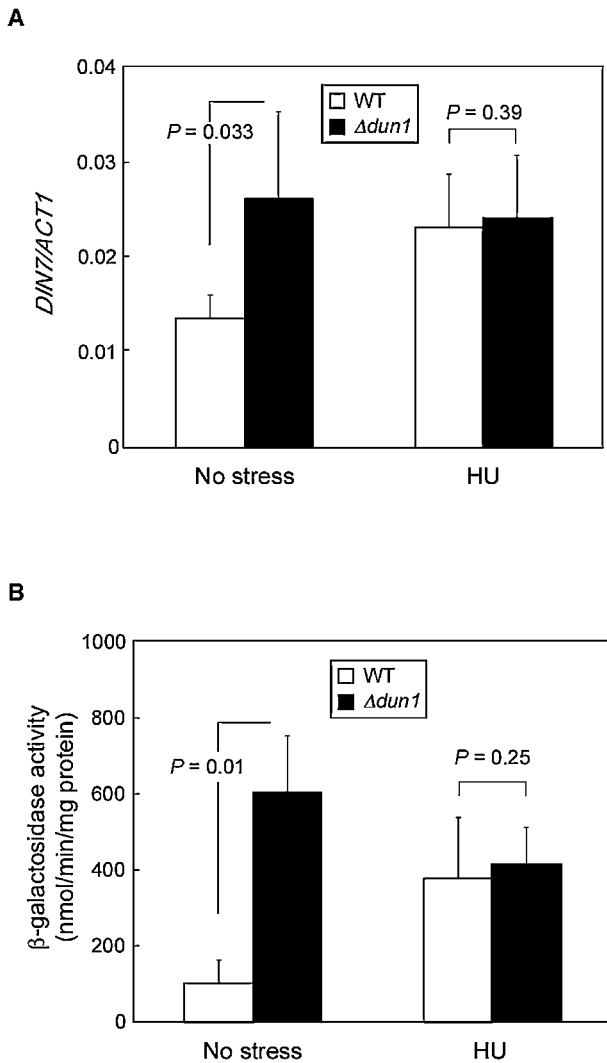 A
0.04
0.03
0.02
0.01
0
DIN7/ACT1
WT
Δdun1
P = 0.033
P = 0.39
No stress
HU
B
1000
800
600
400
200
0
β-galactosidase activity
(nmol/min/mg protein)
WT
Δdun1
P = 0.01
P = 0.25
No stress
HU